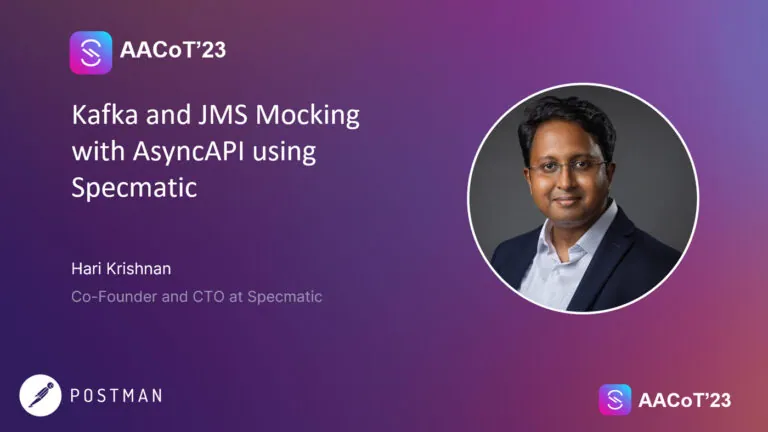 AACoT’23
Kafka and JMS Mocking
with AsyncAPI using
Specmatic
Hari Krishnan
Co-Founder and CTO at Specmatic
POSTMAN
AACoT’23